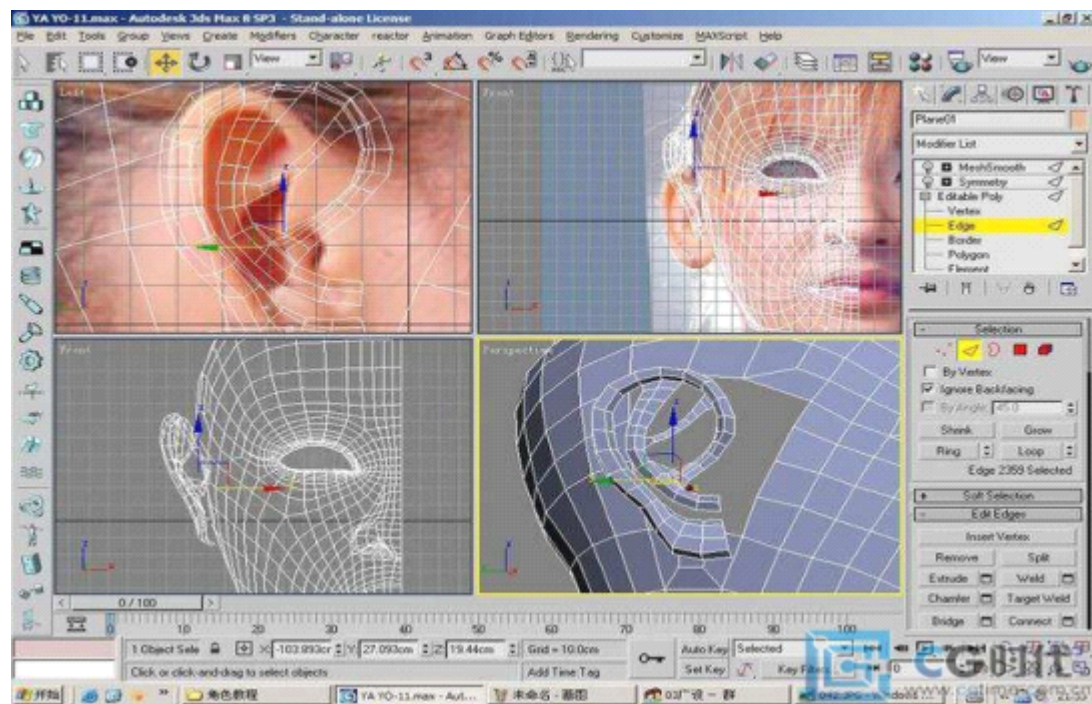 YA YO-11.max - Autodesk 3ds Max 8 SP3 - Stand-alone License
File Edit Tools Group Views Create Modifiers Character reactor Animation Graph Editors Rendering Customize MAXScript Help
View
View
Left
Front
Plane01
Modifier List
MeshSmooth
Symmetry
Editable Poly
Vertex
Edge
Border
Polygon
Element
Front
Perspective
Selection
By Vertex
Ignore Backfacing
By Angle: 45.0
Shrink Grow
Ring Loop
Edge 2359 Selected
Soft Selection
Edit Edges
Insert Vertex
Remove Split
Extrude Weld
Chamfer Target Weld
Bridge Connect
0 / 100
0 10 20 30 40 50 60 70 80 90 100
1 Object Sele X: -103.893cm Y: 27.093cm Z: 19.44cm Grid = 10.0cm Auto Key Selected
Click or click-and-drag to select objects Add Time Tag Set Key Key Filters 0
CG时代
www.cgtimo.com.cn
开始 角色教程 YA YO-11.max - Aut... 未命名 - 画图